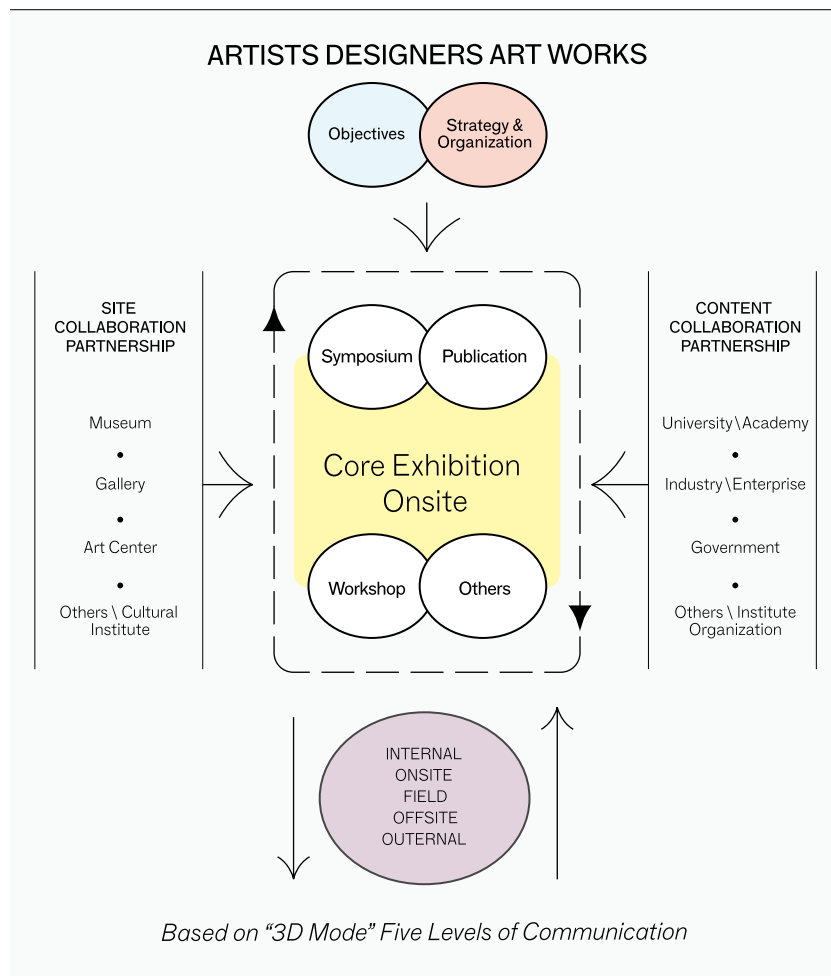 ARTISTS DESIGNERS ART WORKS
Objectives
Strategy &
Organization
SITE
COLLABORATION
PARTNERSHIP
Museum
•
Gallery
•
Art Center
•
Others \ Cultural
Institute
Symposium
Publication
Core Exhibition
Onsite
Workshop
Others
CONTENT
COLLABORATION
PARTNERSHIP
University\Academy
•
Industry\Enterprise
•
Government
•
Others \ Institute
Organization
INTERNAL
ONSITE
FIELD
OFFSITE
OUTERNAL
Based on “3D Mode” Five Levels of Communication